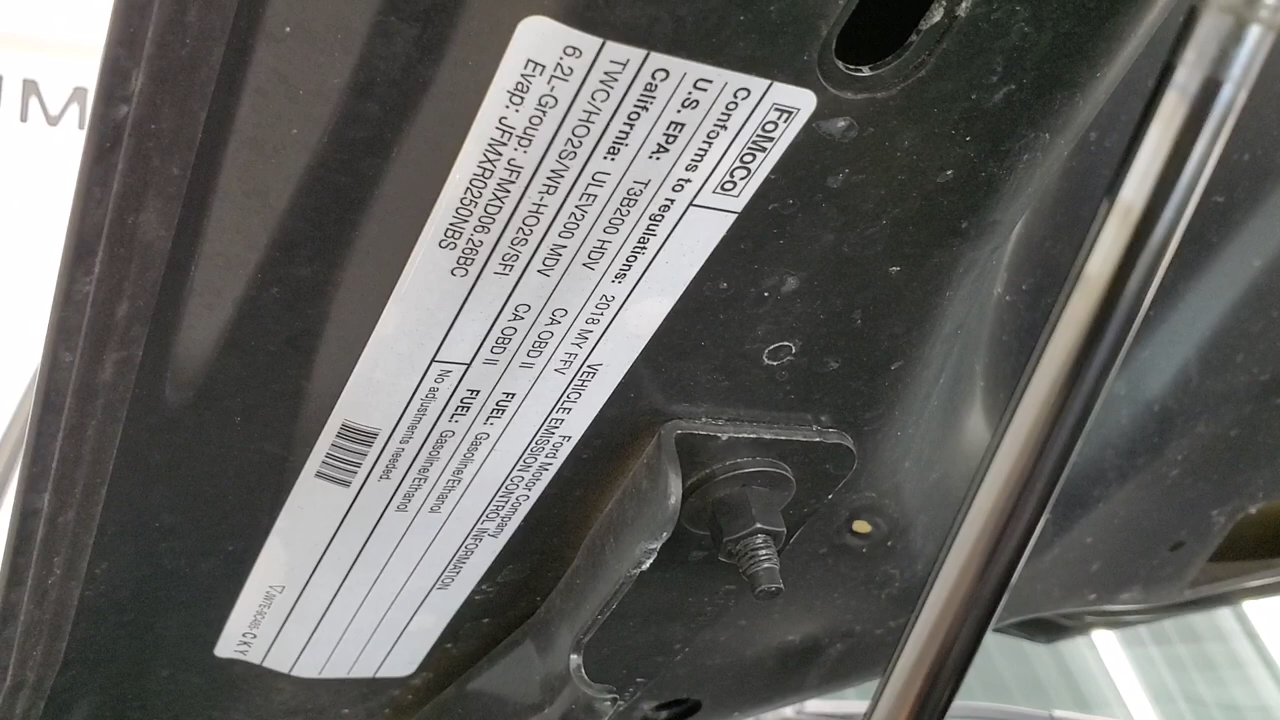 FoMoCo
Ford Motor Company
VEHICLE EMISSION CONTROL INFORMATION
Conforms to regulations: 2018 MY FFV
U.S. EPA: T3B200 HDV CA OBD II FUEL: Gasoline/Ethanol
California: ULEV200 MDV CA OBD II FUEL: Gasoline/Ethanol
TWC/HO2S/WR-HO2S/SFI No adjustments needed.
6.2L-Group: JFMXD06.26BC
Evap: JFMXR0250NBS
CKY